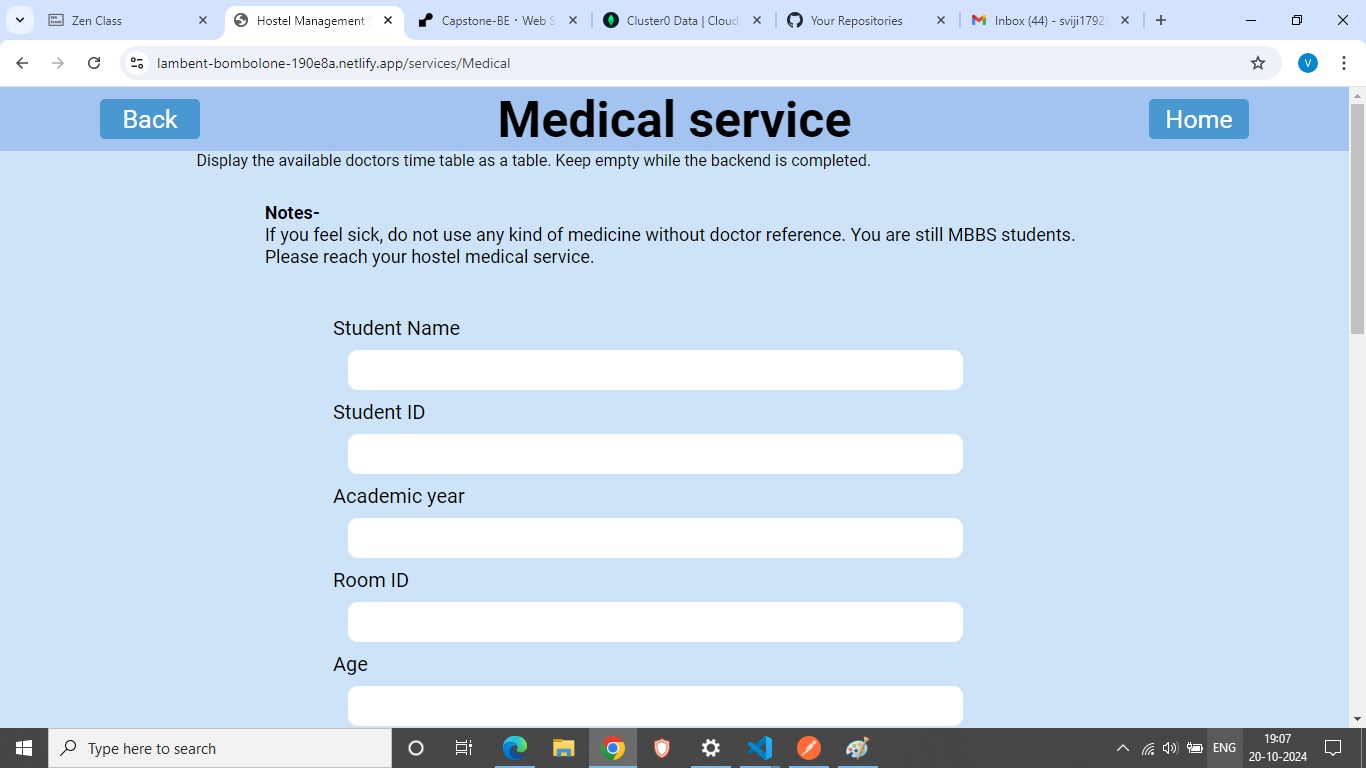 Zen Class
Hostel Management
Capstone-BE · Web S
Cluster0 Data | Cloud
Your Repositories
Inbox (44) - sviji1792
lambent-bombolone-190e8a.netlify.app/services/Medical
V
Back
Medical service
Home
Display the available doctors time table as a table. Keep empty while the backend is completed.
Notes-
If you feel sick, do not use any kind of medicine without doctor reference. You are still MBBS students.
Please reach your hostel medical service.
Student Name
Student ID
Academic year
Room ID
Age
Type here to search
ENG
19:07
20-10-2024